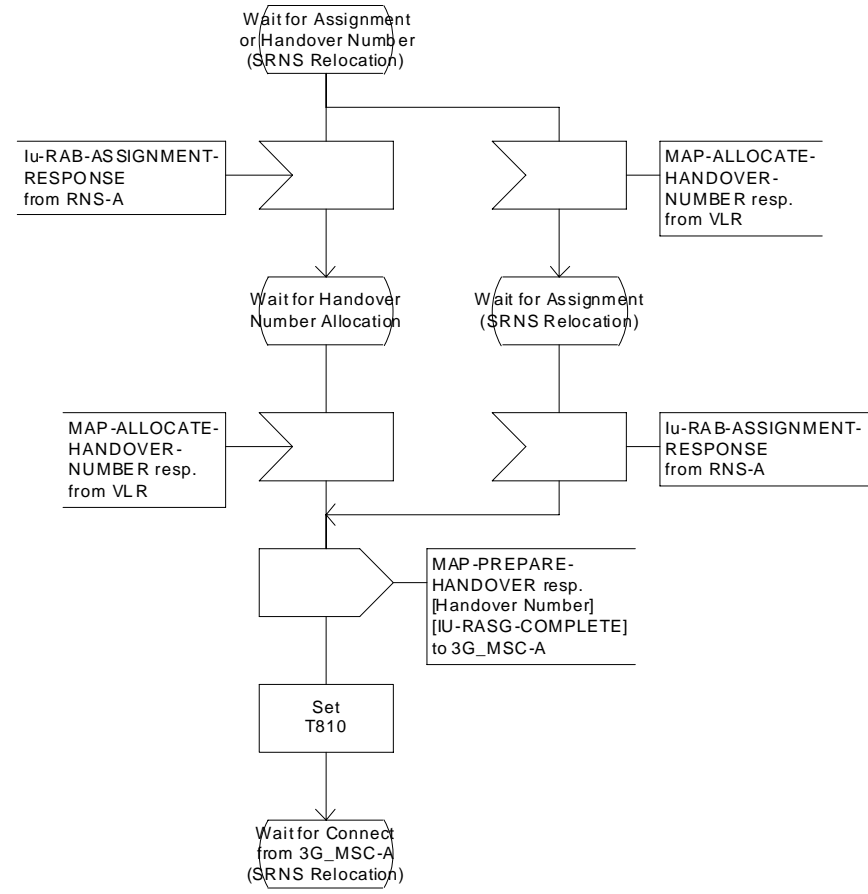 Wait for Assignment
or Handover Number
(SRNS Relocation)
Iu-RAB-ASSIGNMENT-
RESPONSE
from RNS-A
MAP-ALLOCATE-
HANDOVER-
NUMBER resp.
from VLR
Wait for Handover
Number Allocation
Wait for Assignment
(SRNS Relocation)
MAP-ALLOCATE-
HANDOVER-
NUMBER resp.
from VLR
Iu-RAB-ASSIGNMENT-
RESPONSE
from RNS-A
MAP-PREPARE-
HANDOVER resp.
[Handover Number]
[IU-RASG-COMPLETE]
to 3G_MSC-A
Set
T810
Wait for Connect
from 3G_MSC-A
(SRNS Relocation)